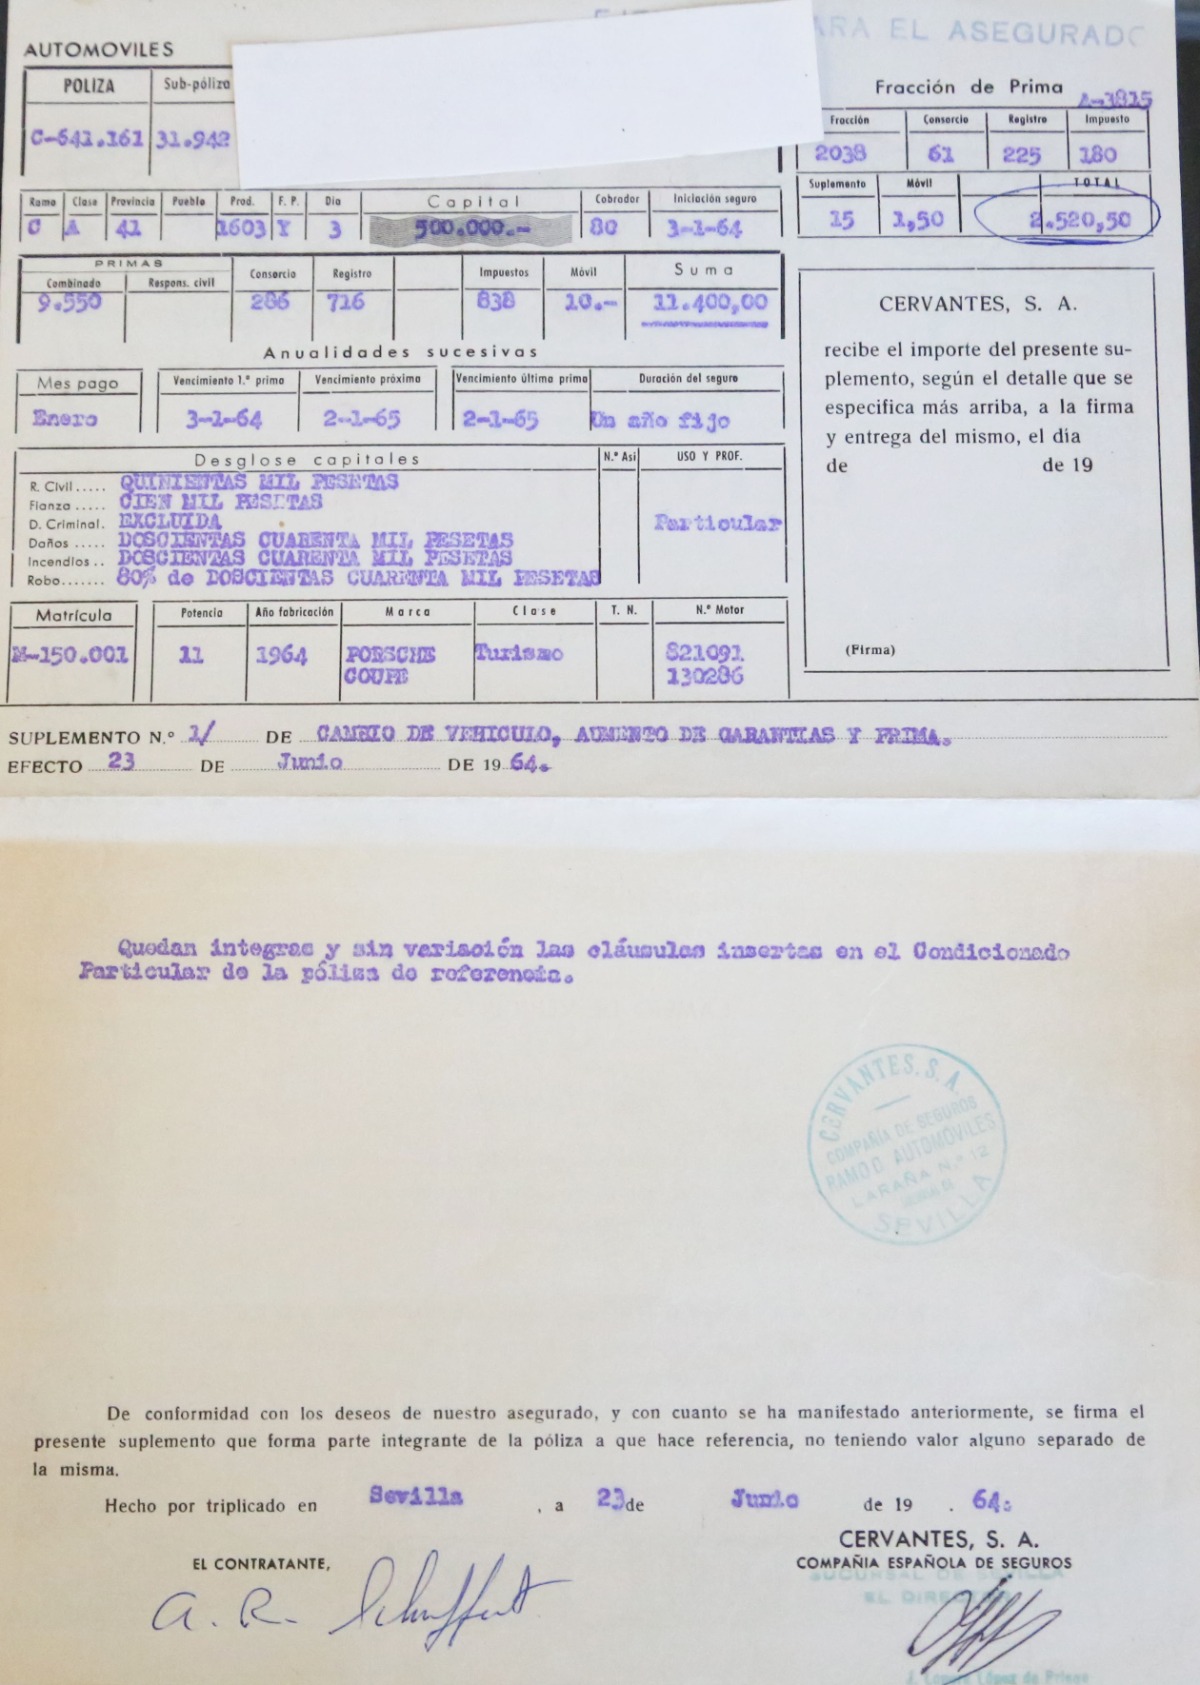 PARA EL ASEGURADO
AUTOMOVILES
POLIZA Sub-póliza
C-641.161 31.942
Fracción de Prima A-3815
Fracción Consorcio Registro Impuesto
2038 61 225 180
Suplemento Móvil TOTAL
15 1,50 2.520,50
Ramo Clase Provincia Pueblo Prod. F. P. Día Capital Cobrador Iniciación seguro
C A 41 1603 Y 3 500.000.- 80 3-1-64
PRIMAS
Combinado Respons. civil Consorcio Registro Impuestos Móvil Suma
9.550 286 716 838 10.- 11.400,00
Anualidades sucesivas
Mes pago Vencimiento 1.ª prima Vencimiento próxima Vencimiento última prima Duración del seguro
Enero 3-1-64 2-1-65 2-1-65 Un año fijo
Desglose capitales N.º Asi USO Y PROF.
R. Civil ..... QUINIENTAS MIL PESETAS
Fianza ..... CIEN MIL PESETAS
D. Criminal. EXCLUIDA Particular
Daños ..... DOSCIENTAS CUARENTA MIL PESETAS
Incendios .. DOSCIENTAS CUARENTA MIL PESETAS
Robo....... 80% de DOSCIENTAS CUARENTA MIL PESETAS
Matrícula Potencia Año fabricación Marca Clase T. N. N.º Motor
M-150.001 11 1964 PORSCHE Turismo 821091
COUPE 130286
CERVANTES, S. A.
recibe el importe del presente su-
plemento, según el detalle que se
especifica más arriba, a la firma
y entrega del mismo, el día
de de 19
(Firma)
SUPLEMENTO N.º 1/ DE CAMBIO DE VEHICULO, AUMENTO DE GARANTIAS Y PRIMA.
EFECTO 23 DE Junio DE 19 64.
Quedan integras y sin variación las cláusulas insertas en el Condicionado
Particular de la póliza de referencia.
CERVANTES, S. A.
COMPAÑIA DE SEGUROS
RAMO D. AUTOMÓVILES
LARAÑA N.º 12
SEVILLA
De conformidad con los deseos de nuestro asegurado, y con cuanto se ha manifestado anteriormente, se firma el
presente suplemento que forma parte integrante de la póliza a que hace referencia, no teniendo valor alguno separado de
la misma.
Hecho por triplicado en Sevilla , a 23 de Junio de 19 . 64.
CERVANTES, S. A.
EL CONTRATANTE, COMPAÑIA ESPAÑOLA DE SEGUROS
SUCURSAL DE SEVILLA
EL DIRECTOR
A. R.
López de Priego